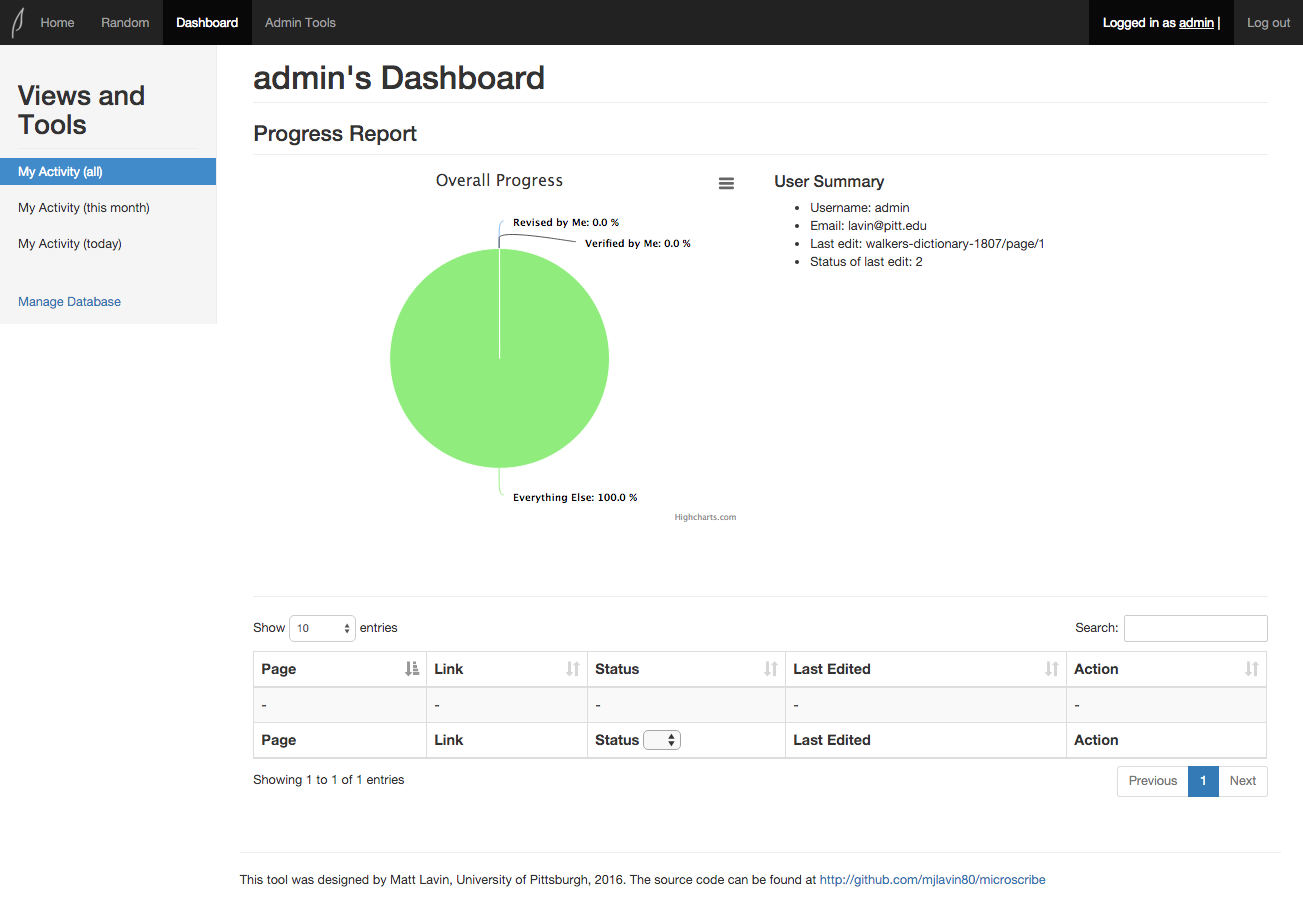 Home Random Dashboard Admin Tools Logged in as admin | Log out
Views and
Tools
My Activity (all)
My Activity (this month)
My Activity (today)
Manage Database
admin's Dashboard
Progress Report
Overall Progress
Revised by Me: 0.0 %
Verified by Me: 0.0 %
Everything Else: 100.0 %
Highcharts.com
User Summary
Username: admin
Email: lavin@pitt.edu
Last edit: walkers-dictionary-1807/page/1
Status of last edit: 2
Show 10 entries Search:
Page Link Status Last Edited Action
- - - - -
Page Link Status Last Edited Action
Showing 1 to 1 of 1 entries Previous 1 Next
This tool was designed by Matt Lavin, University of Pittsburgh, 2016. The source code can be found at http://github.com/mjlavin80/microscribe